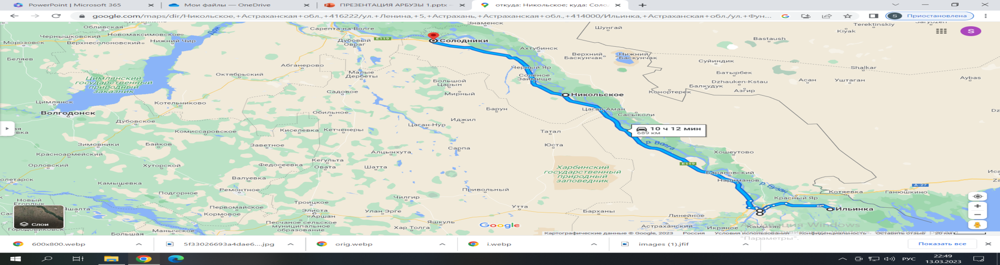 PowerPoint | Microsoft 365
Мои файлы — OneDrive
ПРЕЗЕНТАЦИЯ АРБУЗЫ 1.pptx -
откуда: Никольское; куда: Соло
google.com/maps/dir/Никольское,+Астраханская+обл.,+416222/ул.+Ленина,+5,+Астрахань,+Астраханская+обл.,+414000/Ильинка,+Астраханская+обл./ул.+Фун...
S Приостановлена
Знаменск
Обливская
Сарепта-на-Волге
Шунгай
Terektinskiy
Kiyak
S
Чернышковский
Новомаксимовское
Дон
Морозовск
Верхнесолоновский
Нижний Чир
Дубовый
Овраг
E119
Солодники
Bastaush
Ахтубинск
Беляев
Верхний
Баскунчак
Нижний
Баскунчак
Суйиндик
Абганерово
Октябрьский
Малые
Дербеты
Черный Яр
Соленое
Займище
Батырбек
Shalkar
Цимлянский
государственный
природный
заказник
Большой
Царын
Dzhauken-Kstau
Асан
Уштаган
Aybas
Балкудук
Азгир
Садовое
Мирный
Никольское
Конортерек
Цимлянск
Котельниково
Волгодонск
Обильное
Барун
Цаган Аман
Сасыколи
Dz
Дубовское
Иджил
Цаган-Нур
10 ч 12 мин
689 км
Комиссаровское
Киселевка
Кетченеры
Татал
Зимовники
Байков
Заветное
Сарпа
Юста
р. Волга
Красноармейский
Алцынхута
Хошеутово
Кегульта
Орловский
Хуторской
Федосеевка
Овата
Шатта
E119
Харбинский
государственный
природный
заповедник
Барановский
Валуевка
Нариманов
р. Бузан
Камышевка
A-27
Подгорное
Ремонтное
Привольный
Котяевка
Ганюшкино
Чилгир
Красный Яр
Новый
Егорлык
Троицкое
Яшалта
Первомайское
Элиста
Улан Эрге
Утта
Барханы
Ильинка
Кормовое
Аршан
Линейное
Слои
Песчаное сельское
муниципальное
образование
Яшкуль
Google
Астраханский
Икряное
Камызяк
Городовиковск
Большая
Манычское
Хар Толга
Картографические данные © Google, 2023
Россия
Условия использования
Конфиденциальность
Оставить отзыв
20 км
"Параметры".
600x800.webp
5f33026693a4dae6....jpg
orig.webp
i.webp
images (1).jfif
Показать все
РУС
22:49
13.03.2023